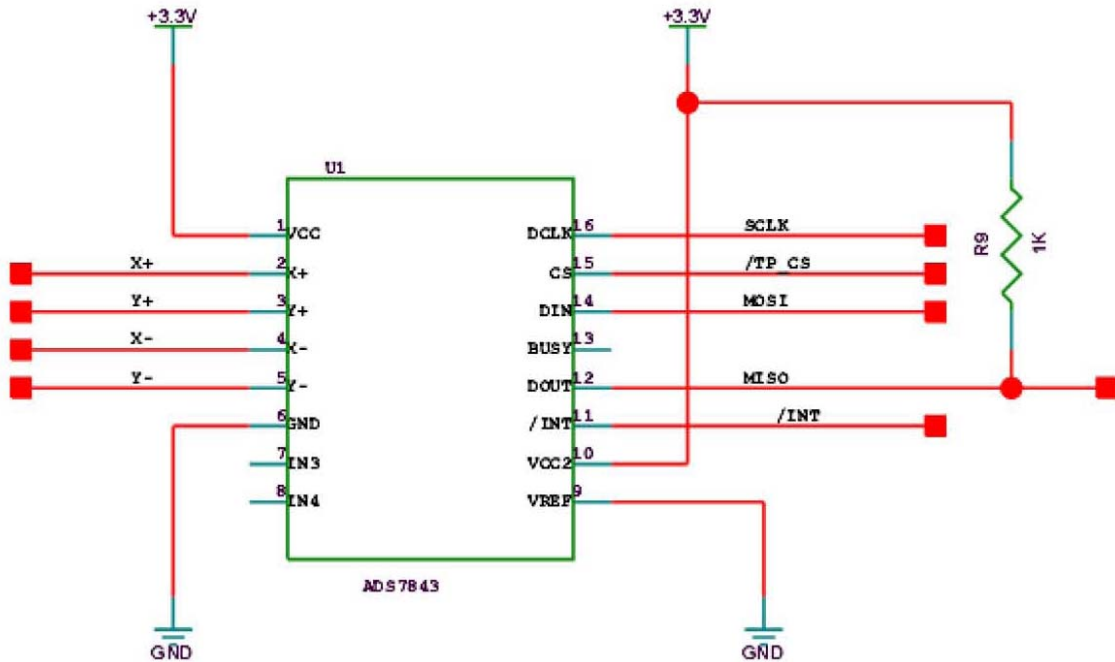 +3.3V
+3.3V
U1
1 VCC
DCLK 16
SCLK
X+
2 X+
CS 15
/TP_CS
R9
1K
Y+
3 Y+
DIN 14
MOSI
X-
4 X-
BUSY 13
Y-
5 Y-
DOUT 12
MISO
6 GND
/INT 11
/INT
7 IN3
VCC2 10
8 IN4
VREF 9
ADS7843
GND
GND